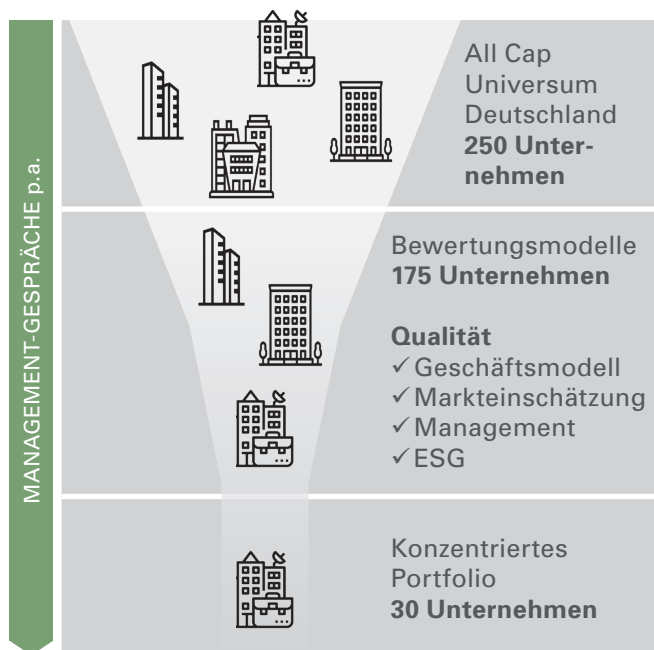 MANAGEMENT-GESPRÄCHE p.a.
All Cap
Universum
Deutschland
250 Unter-
nehmen
Bewertungsmodelle
175 Unternehmen
Qualität
✓ Geschäftsmodell
✓ Markteinschätzung
✓ Management
✓ ESG
Konzentriertes
Portfolio
30 Unternehmen